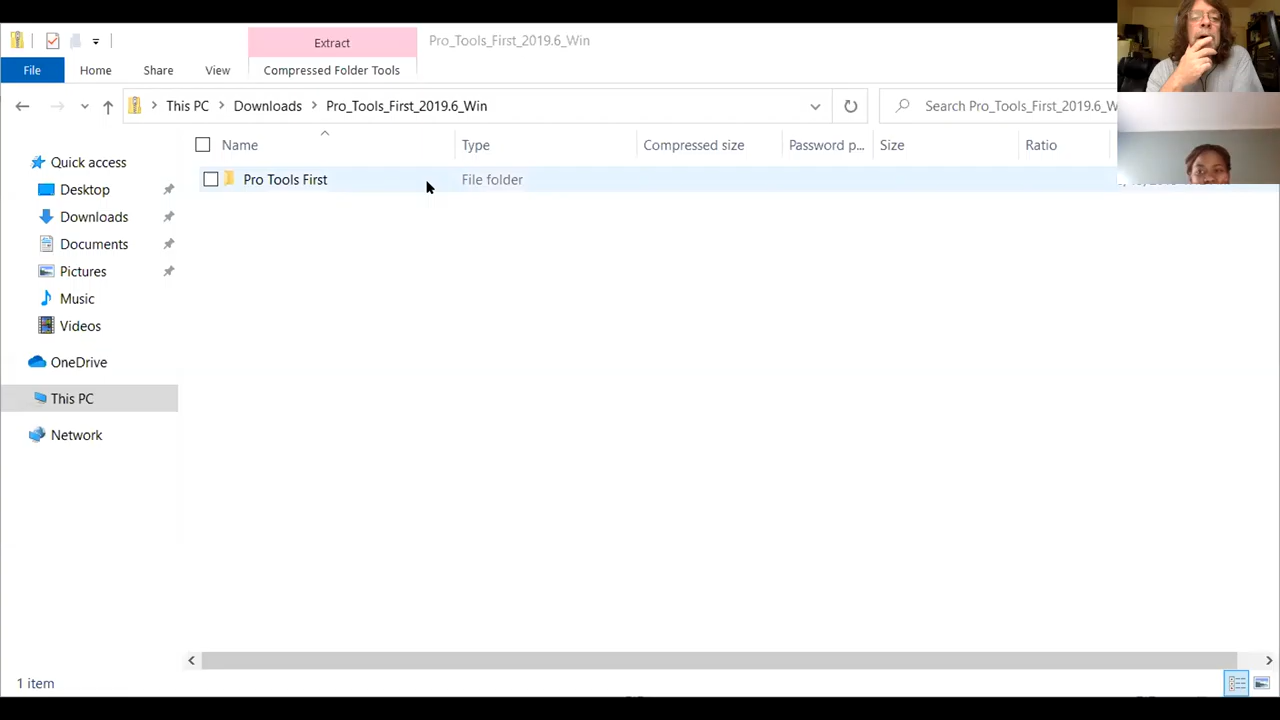 Extract
Pro_Tools_First_2019.6_Win
File
Home
Share
View
Compressed Folder Tools
This PC
Downloads
Pro_Tools_First_2019.6_Win
Search Pro_Tools_First_2019.6_W
Name
Type
Compressed size
Password p...
Size
Ratio
Pro Tools First
File folder
Quick access
Desktop
Downloads
Documents
Pictures
Music
Videos
OneDrive
This PC
Network
1 item